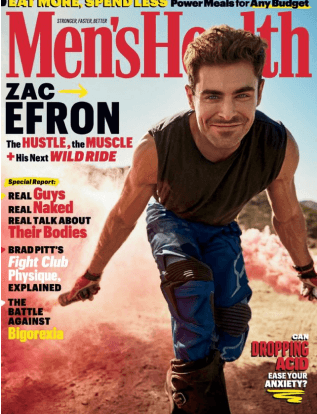 EAT MORE, SPEND LESS Power Meals for Any Budget
STRONGER, FASTER, BETTER
Men'sHealth
ZAC
EFRON
The HUSTLE, the MUSCLE
+ His Next WILD RIDE
Special Report:
REAL Guys
REAL Naked
REAL TALK ABOUT
Their Bodies
BRAD PITT'S
Fight Club
Physique,
EXPLAINED
THE
BATTLE
AGAINST
Bigorexia
CAN
DROPPING
ACID
EASE YOUR
ANXIETY?